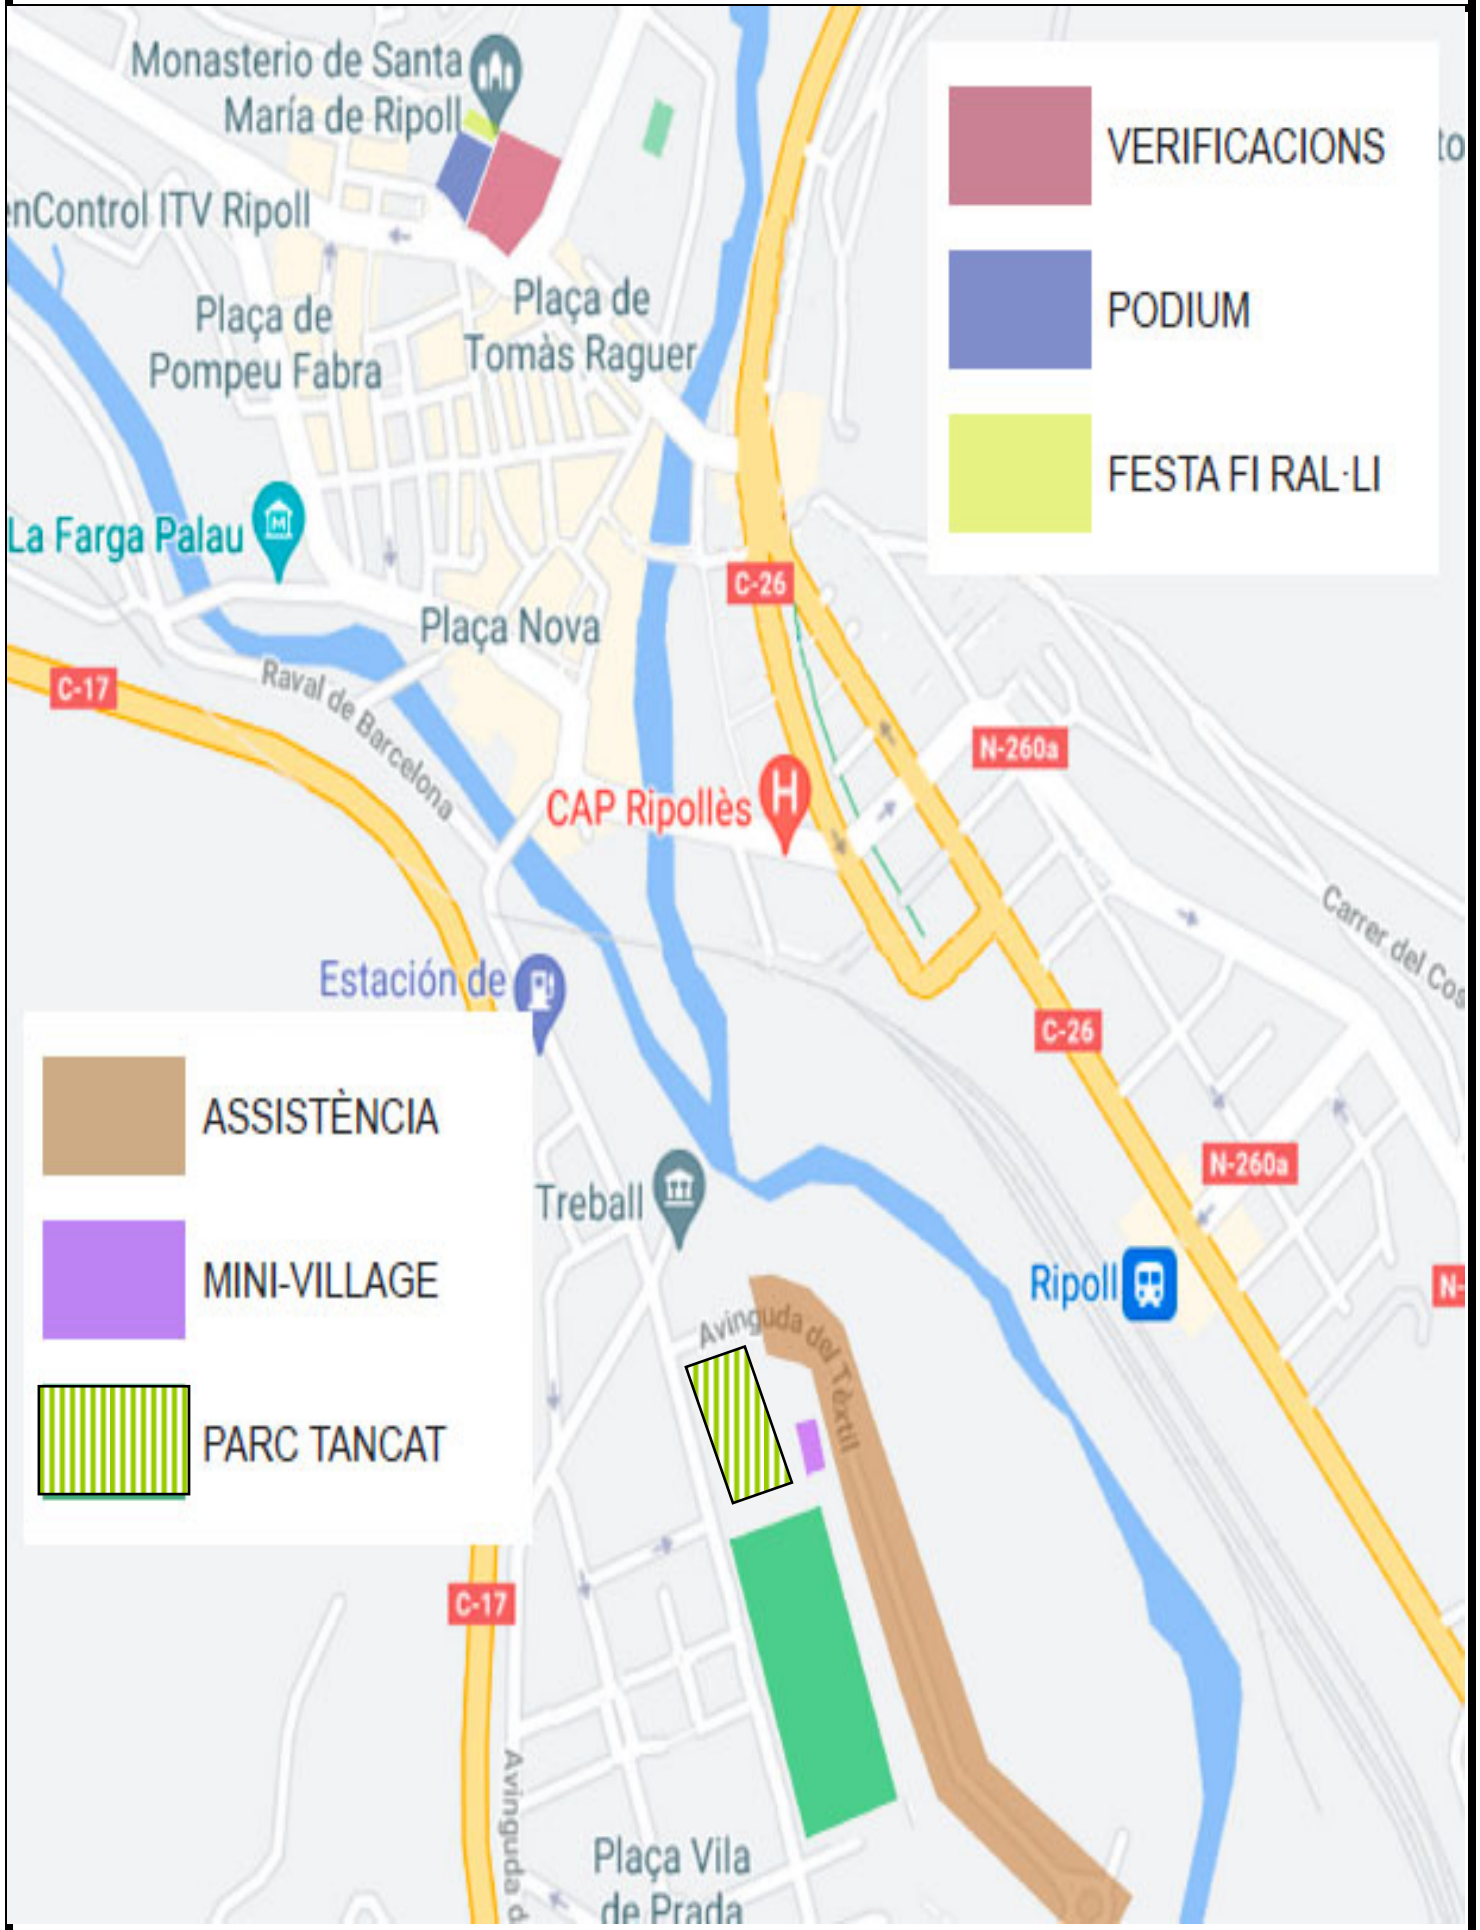 Monasterio de Santa
María de Ripoll
enControl ITV Ripoll
Plaça de
Pompeu Fabra
Plaça de
Tomàs Raguer
La Farga Palau
Plaça Nova
C-26
C-17
Raval de Barcelona
CAP Ripollès
N-260a
Carrer del Cos
Estación de
C-26
N-260a
Treball
Ripoll
N-
Avinguda del Tèxtil
C-17
Avinguda d
Plaça Vila
de Prada
VERIFICACIONS
to
PODIUM
FESTA FI RAL·LI
ASSISTÈNCIA
MINI-VILLAGE
PARC TANCAT